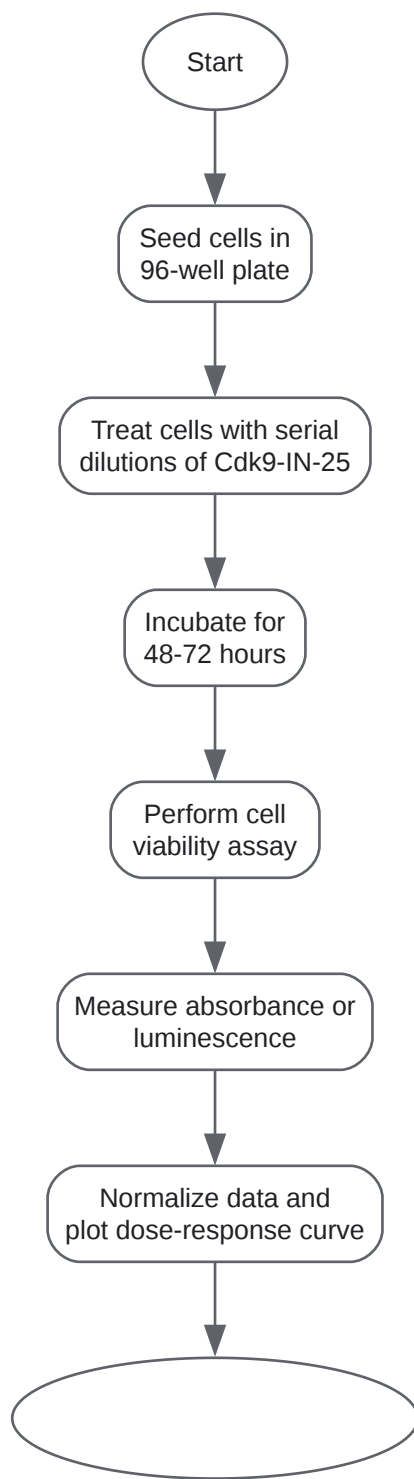 Start
Seed cells in
96-well plate
Treat cells with serial
dilutions of Cdk9-IN-25
Incubate for
48-72 hours
Perform cell
viability assay
Measure absorbance or
luminescence
Normalize data and
plot dose-response curve